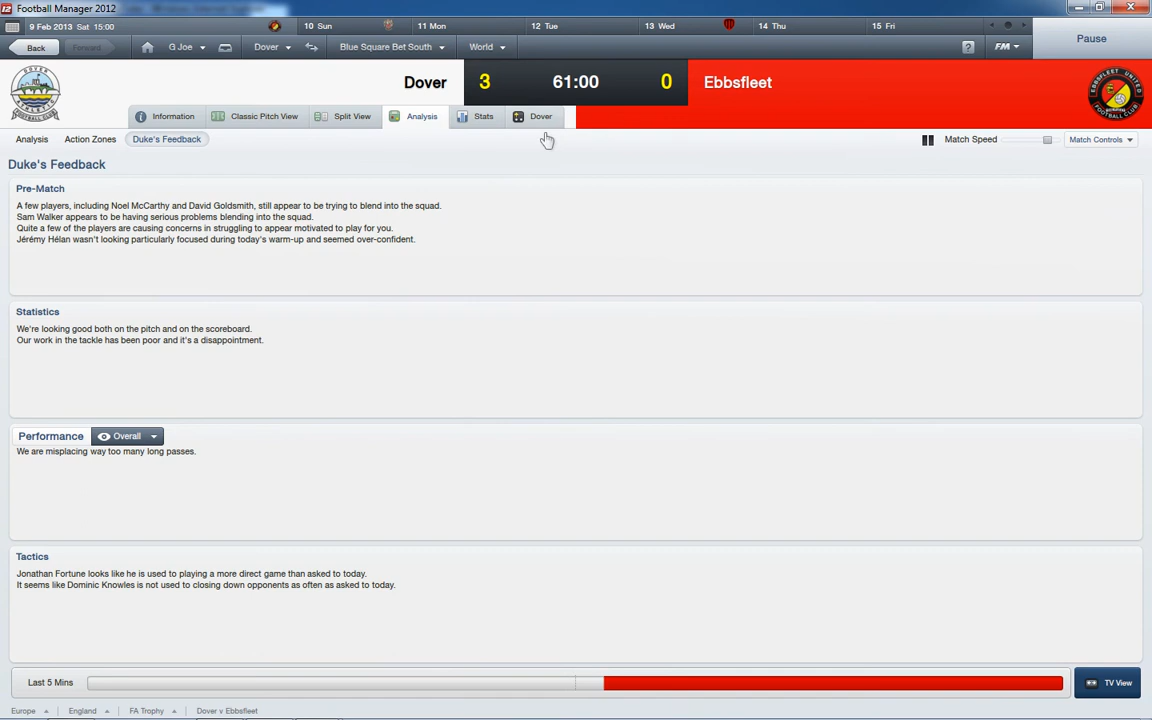 Football Manager 2012
9 Feb 2013 Sat 15:00
10 Sun
11 Mon
12 Tue
13 Wed
14 Thu
15 Fri
Back
Forward
G Joe
Dover
Blue Square Bet South
World
?
FM
Pause
Dover
3
61:00
0
Ebbsfleet
Information
Classic Pitch View
Split View
Analysis
Stats
Dover
Analysis
Action Zones
Duke's Feedback
Match Speed
Match Controls
Duke's Feedback
Pre-Match
A few players, including Noel McCarthy and David Goldsmith, still appear to be trying to blend into the squad.
Sam Walker appears to be having serious problems blending into the squad.
Quite a few of the players are causing concerns in struggling to appear motivated to play for you.
Jérémy Hélan wasn't looking particularly focused during today's warm-up and seemed over-confident.
Statistics
We're looking good both on the pitch and on the scoreboard.
Our work in the tackle has been poor and it's a disappointment.
Performance
Overall
We are misplacing way too many long passes.
Tactics
Jonathan Fortune looks like he is used to playing a more direct game than asked to today.
It seems like Dominic Knowles is not used to closing down opponents as often as asked to today.
Last 5 Mins
TV View
Europe
England
FA Trophy
Dover v Ebbsfleet